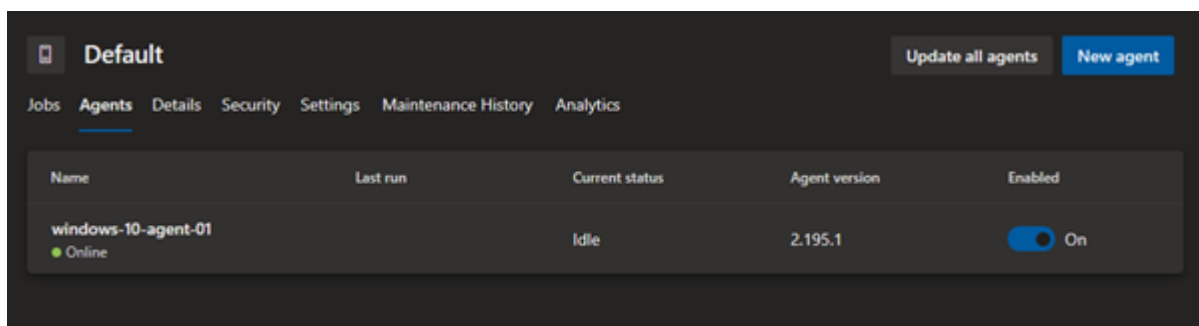 Default
Update all agents
New agent
Jobs Agents Details Security Settings Maintenance History Analytics
Name Last run Current status Agent version Enabled
windows-10-agent-01
Online
Idle 2.195.1 On